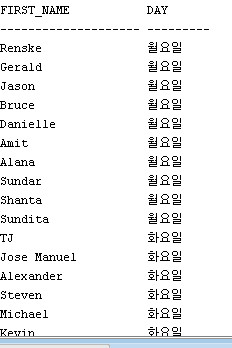 FIRST_NAME DAY
-------------------- ---------
Renske 월요일
Gerald 월요일
Jason 월요일
Bruce 월요일
Danielle 월요일
Amit 월요일
Alana 월요일
Sundar 월요일
Shanta 월요일
Sundita 월요일
TJ 화요일
Jose Manuel 화요일
Alexander 화요일
Steven 화요일
Michael 화요일
Kevin 화요일